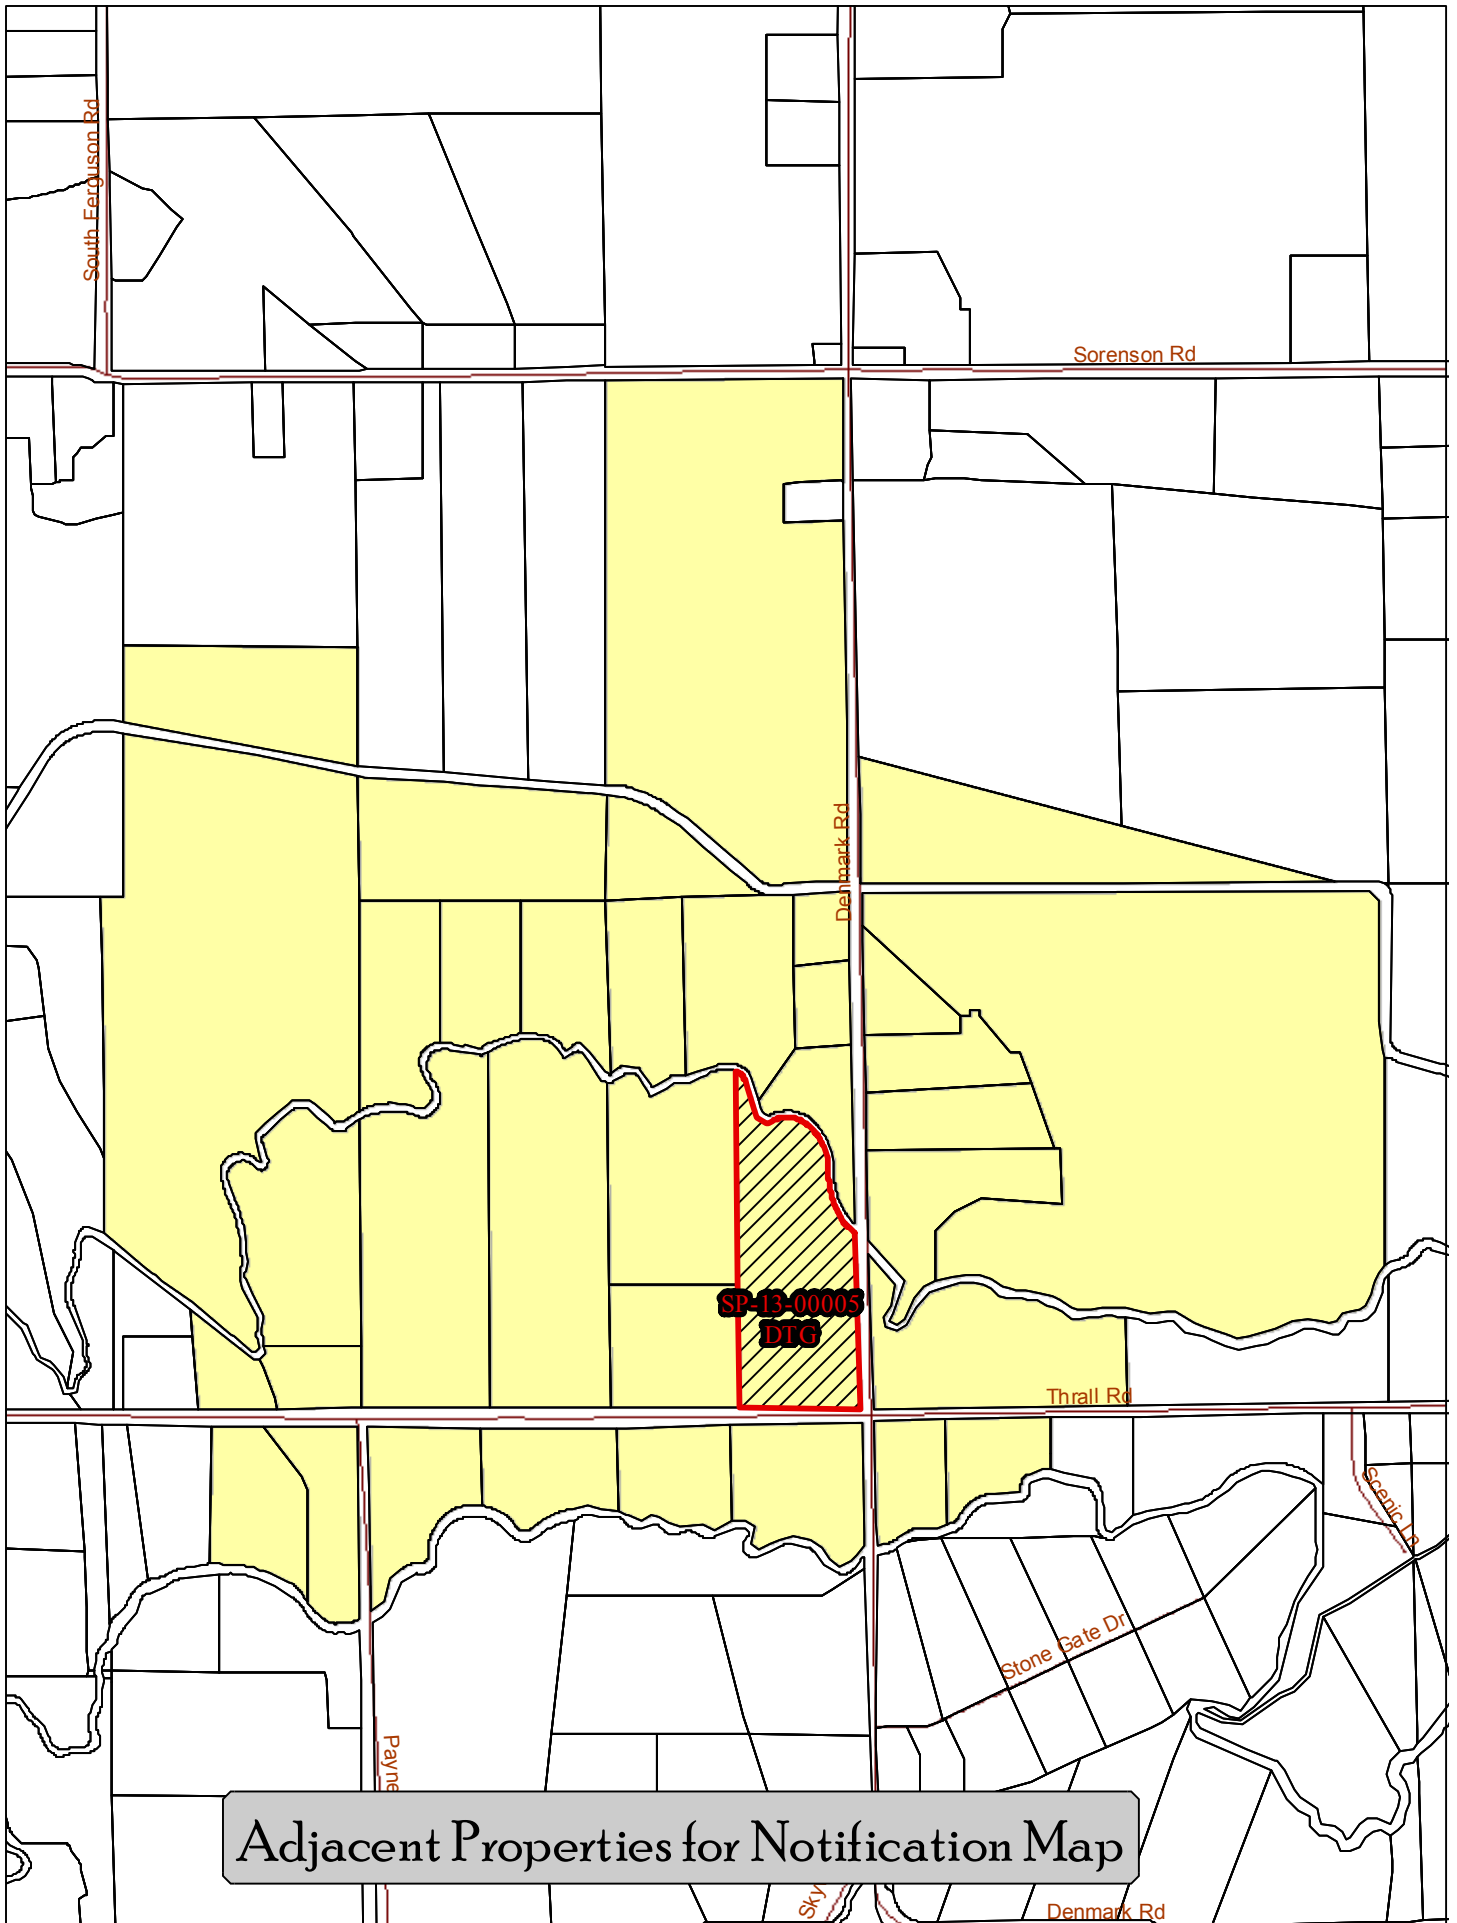 South Ferguson Rd
Sorenson Rd
Denmark Rd
SP-13-00005
DTG
Thrall Rd
Scenic Ln
Stone Gate Dr
Payne
Adjacent Properties for Notification Map
Sky
Denmark Rd